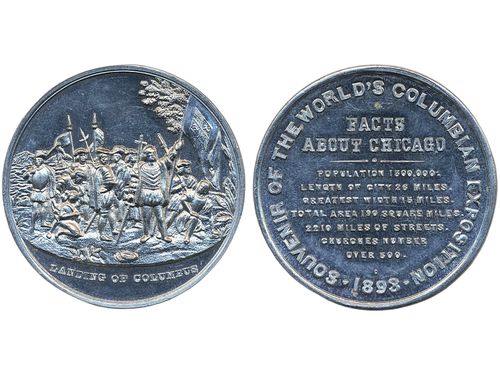 LANDING OF COLUMBUS
SOUVENIR OF THE WORLD'S COLUMBIAN EXPOSITION
FACTS
ABOUT CHICAGO
POPULATION 1500,000.
LENGTH OF CITY 26 MILES.
GREATEST WIDTH 15 MILES.
TOTAL AREA 190 SQUARE MILES.
2210 MILES OF STREETS.
CHURCHES NUMBER
OVER 500.
·1893·